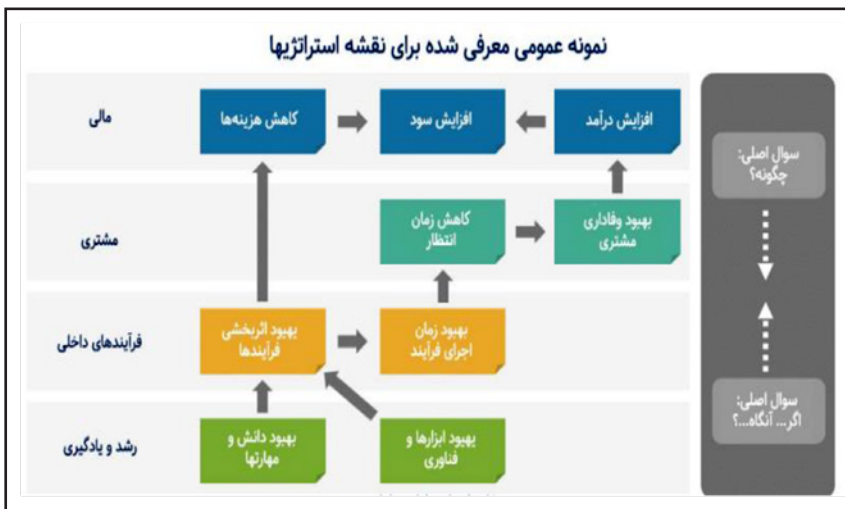 نمونه عمومی معرفی شده برای نقشه استراتژیها
مالی
افزایش درآمد
افزایش سود
کاهش هزینه‌ها
مشتری
بهبود وفاداری
مشتری
کاهش زمان
انتظار
فرآیندهای داخلی
بهبود زمان
اجرای فرآیند
بهبود اثربخشی
فرآیندها
رشد و یادگیری
بهبود ابزارها و
فناوری
بهبود دانش و
مهارتها
سوال اصلی:
چگونه؟
سوال اصلی:
اگر... آنگاه...؟